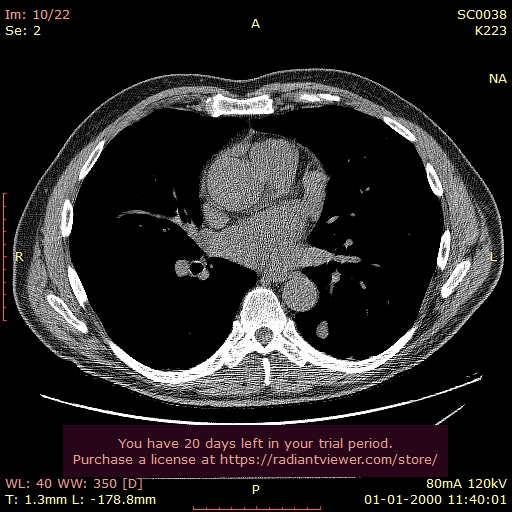 Im: 10/22
Se: 2
A
SC0038
K223
NA
R
L
You have 20 days left in your trial period.
Purchase a license at https://radiantviewer.com/store/
WL: 40 WW: 350 [D]
T: 1.3mm L: -178.8mm
P
80mA 120kV
01-01-2000 11:40:01